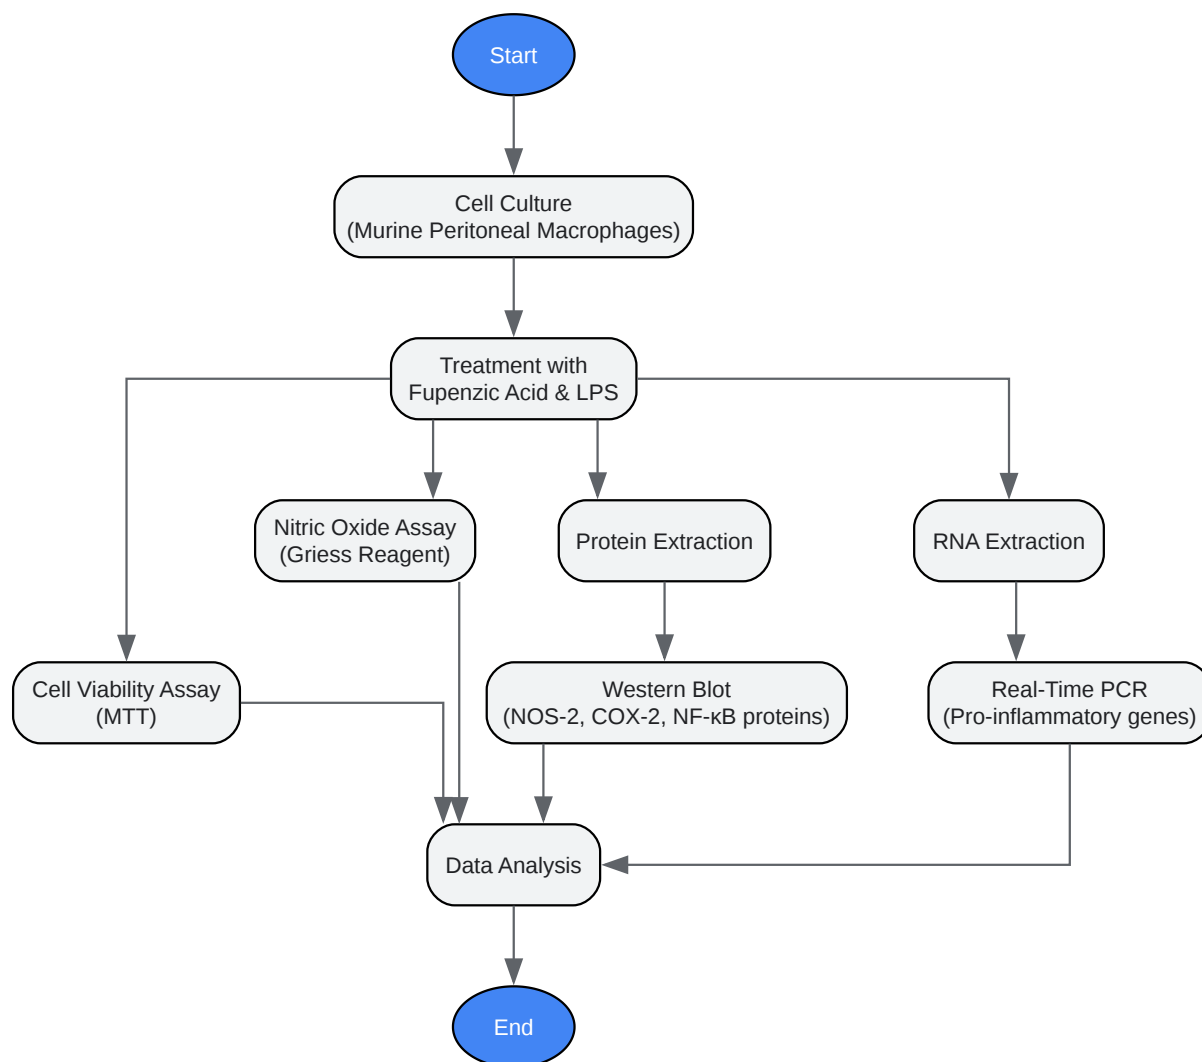 Start
Cell Culture
(Murine Peritoneal Macrophages)
Treatment with
Fupenzic Acid & LPS
Nitric Oxide Assay
(Griess Reagent)
Protein Extraction
RNA Extraction
Cell Viability Assay
(MTT)
Western Blot
(NOS-2, COX-2, NF-κB proteins)
Real-Time PCR
(Pro-inflammatory genes)
Data Analysis
End